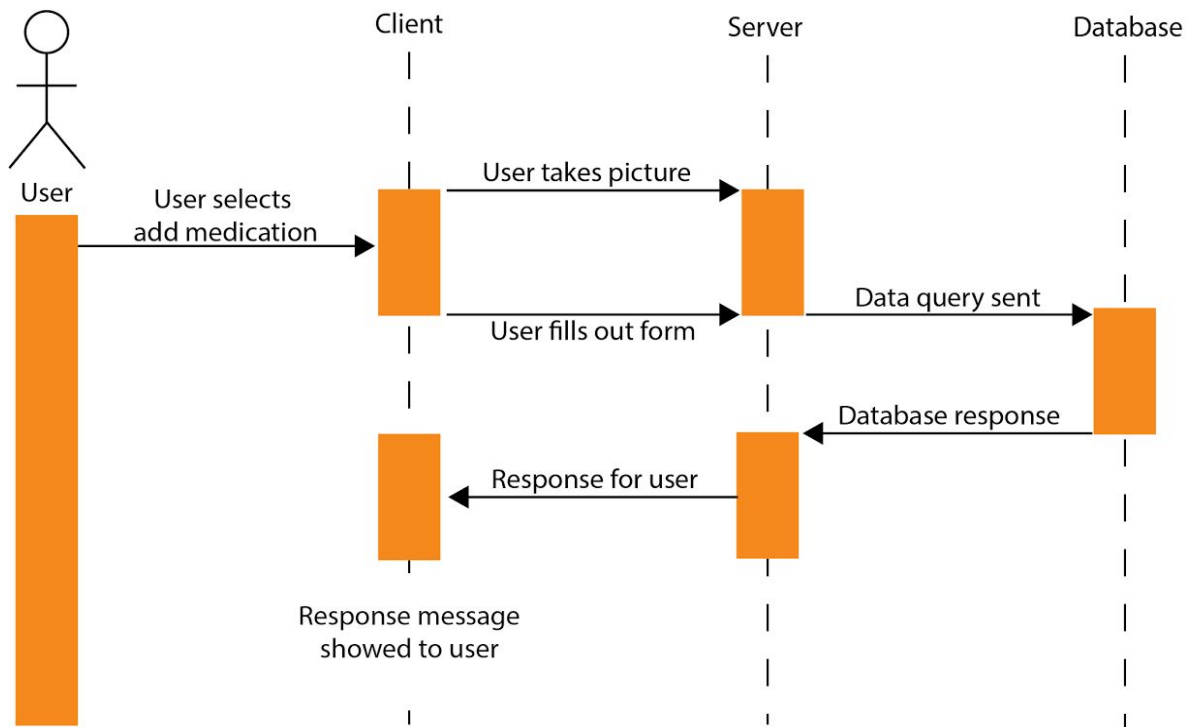 Client
Server
Database
User
User takes picture
User selects
add medication
Data query sent
User fills out form
Database response
Response for user
Response message
showed to user